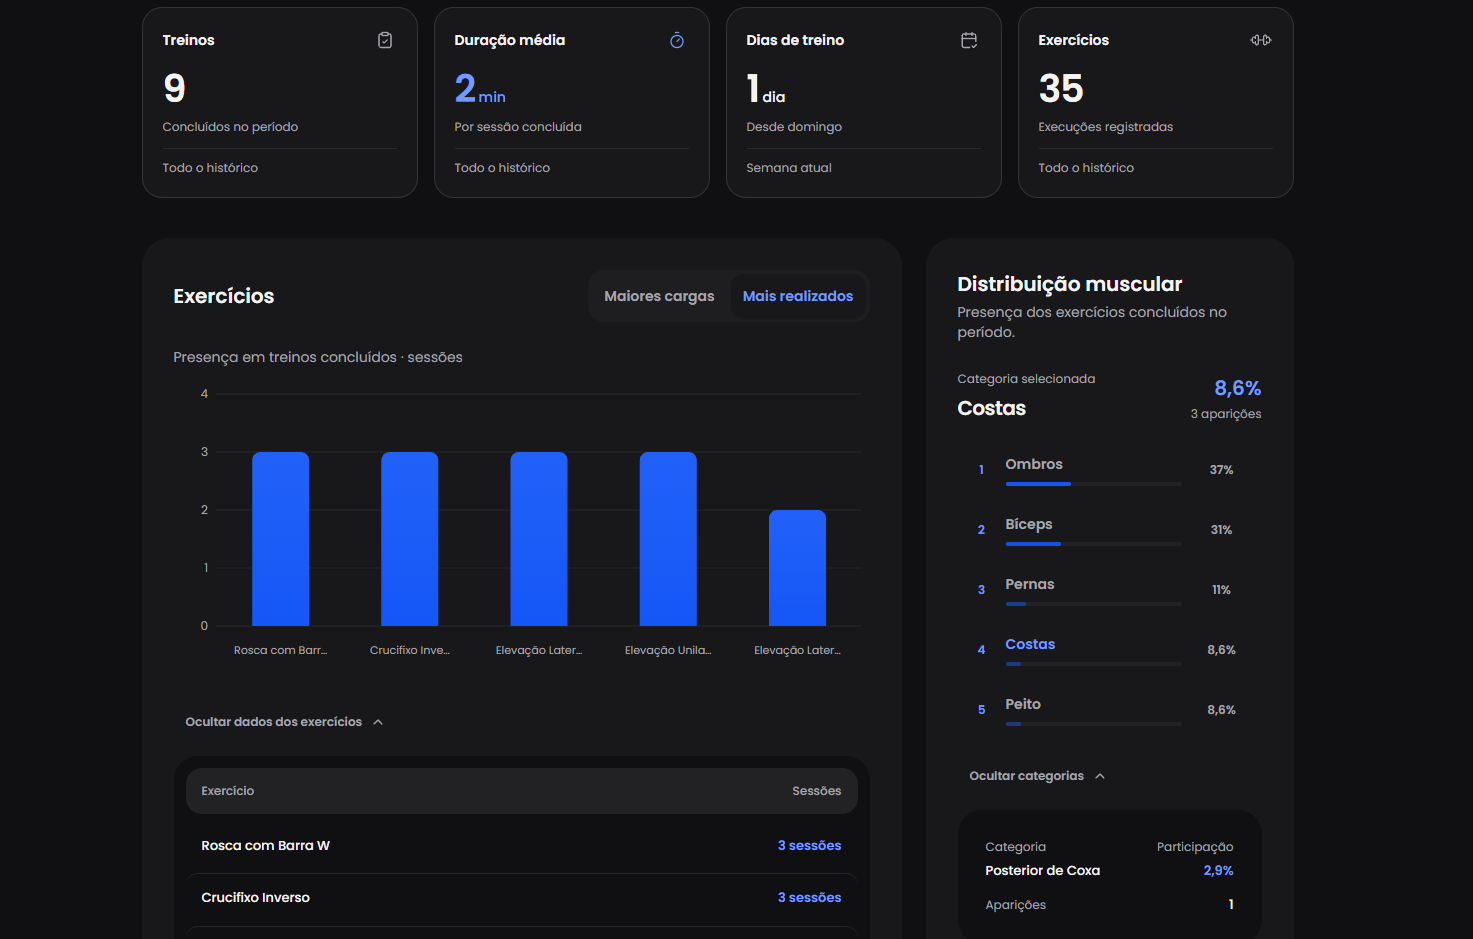 Treinos
9
Concluídos no período
Todo o histórico
Duração média
2 min
Por sessão concluída
Todo o histórico
Dias de treino
1 dia
Desde domingo
Semana atual
Exercícios
35
Execuções registradas
Todo o histórico
Exercícios
Maiores cargas
Mais realizados
Presença em treinos concluídos · sessões
4
3
2
1
0
Rosca com Barr...
Crucifixo Inve...
Elevação Later...
Elevação Unila...
Elevação Later...
Ocultar dados dos exercícios
Exercício Sessões
Rosca com Barra W 3 sessões
Crucifixo Inverso 3 sessões
Distribuição muscular
Presença dos exercícios concluídos no
período.
Categoria selecionada
Costas
8,6%
3 aparições
1 Ombros 37%
2 Bíceps 31%
3 Pernas 11%
4 Costas 8,6%
5 Peito 8,6%
Ocultar categorias
Categoria Participação
Posterior de Coxa 2,9%
Aparições 1